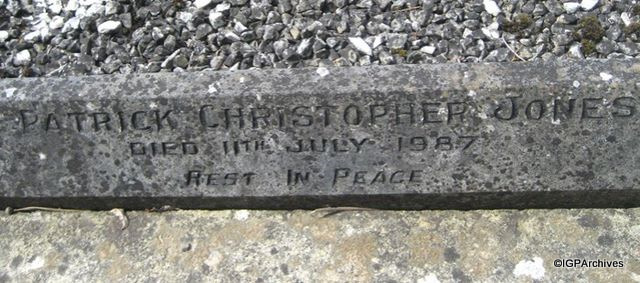 PATRICK CHRISTOPHER JONES
DIED 11TH JULY 1987
REST IN PEACE
©IGPArchives